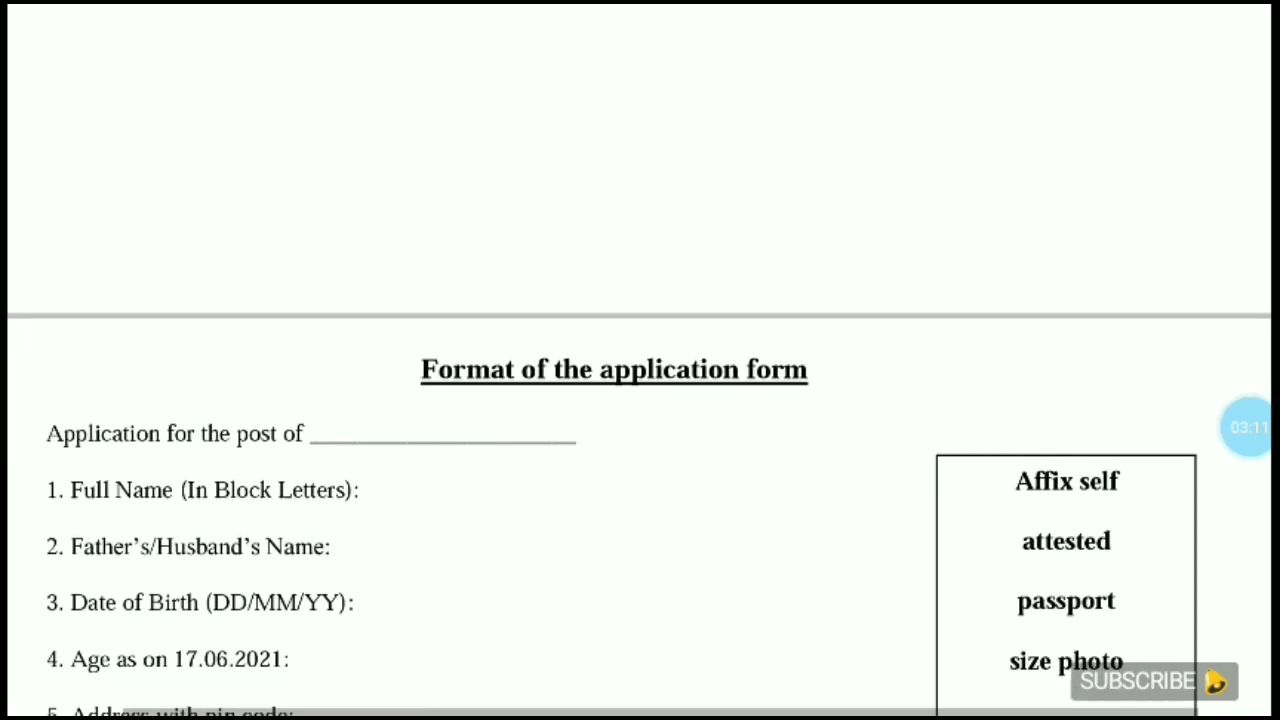 Format of the application form
Application for the post of ______________________
1. Full Name (In Block Letters):
2. Father’s/Husband’s Name:
3. Date of Birth (DD/MM/YY):
4. Age as on 17.06.2021:
5. Address with pin code:
Affix self
attested
passport
size photo
03:11
SUBSCRIBE